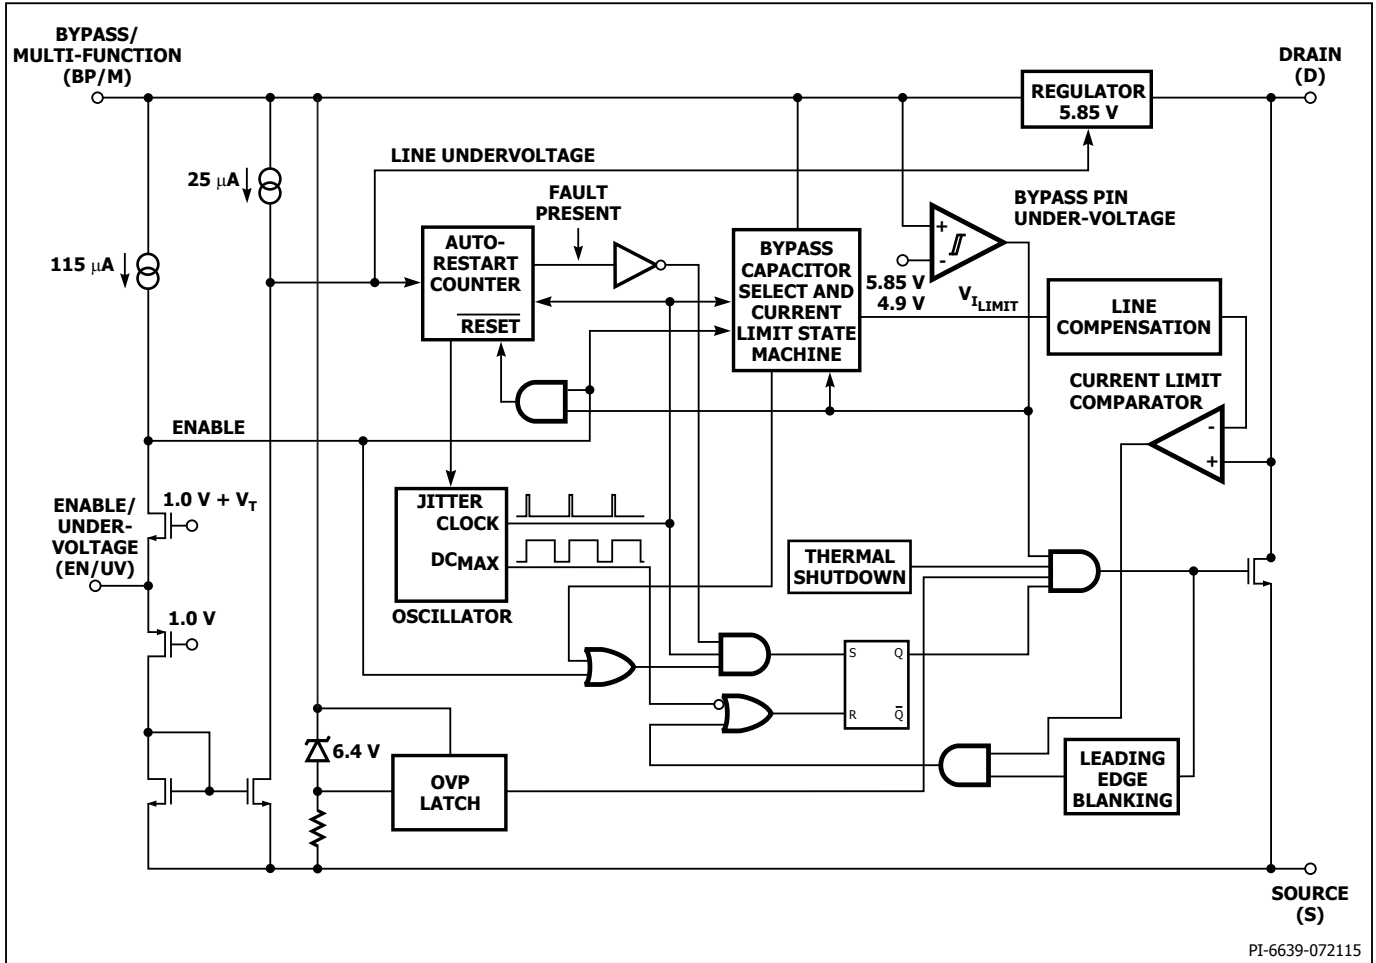 BYPASS/
MULTI-FUNCTION
(BP/M)
DRAIN
(D)
REGULATOR
5.85 V
LINE UNDERVOLTAGE
25 μA
FAULT
PRESENT
BYPASS PIN
UNDER-VOLTAGE
115 μA
AUTO-
RESTART
COUNTER
RESET
BYPASS
CAPACITOR
SELECT AND
CURRENT
LIMIT STATE
MACHINE
+
-
5.85 V
4.9 V
VILIMIT
LINE
COMPENSATION
CURRENT LIMIT
COMPARATOR
-
+
ENABLE
ENABLE/
UNDER-
VOLTAGE
(EN/UV)
1.0 V + VT
JITTER
CLOCK
DCMAX
OSCILLATOR
THERMAL
SHUTDOWN
1.0 V
S Q
R Q̅
6.4 V
OVP
LATCH
LEADING
EDGE
BLANKING
SOURCE
(S)
PI-6639-072115